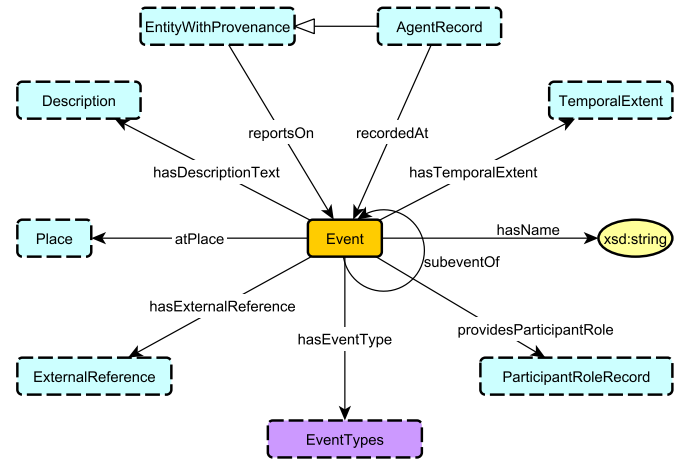 EntityWithProvenance
AgentRecord
Description
TemporalExtent
reportsOn
recordedAt
hasDescriptionText
hasTemporalExtent
Place
atPlace
Event
hasName
xsd:string
subeventOf
hasExternalReference
hasEventType
providesParticipantRole
ExternalReference
ParticipantRoleRecord
EventTypes